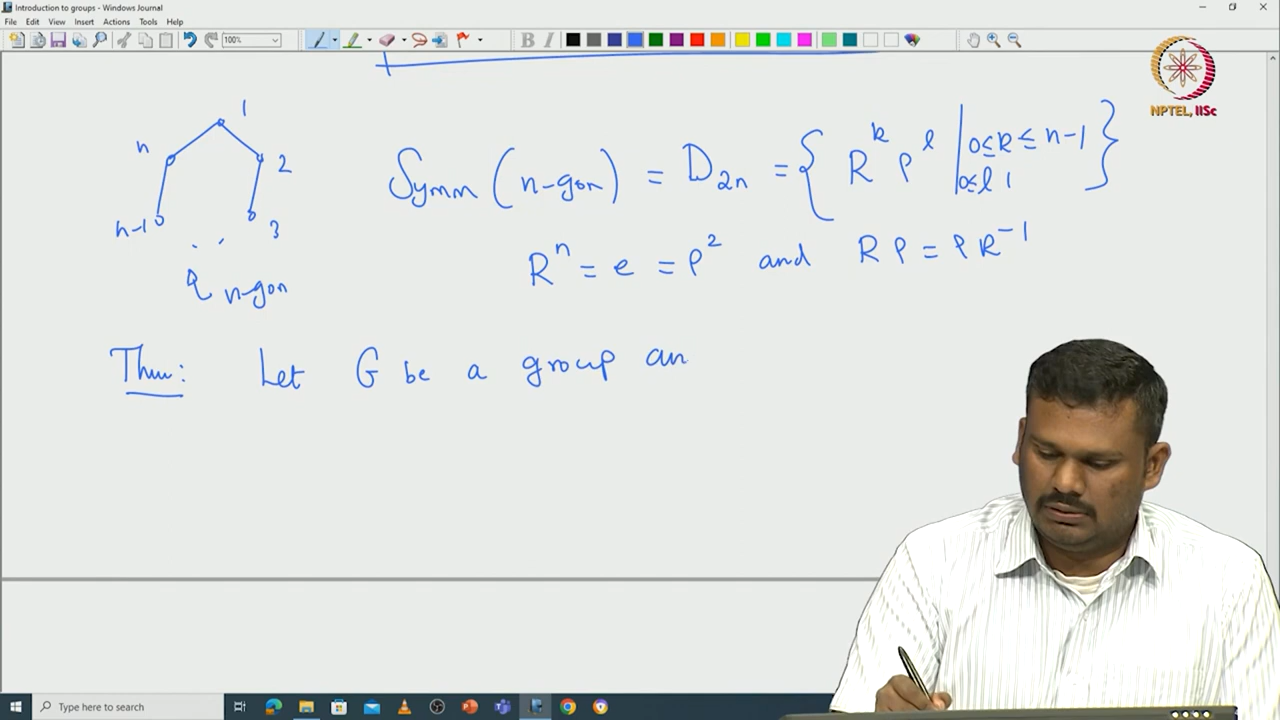 Introduction to groups - Windows Journal
File Edit View Insert Actions Tools Help
100%
B I
NPTEL, IISc
1
n
2
n-1
3
n-gon
Symm (n-gon) = D_{2n} = { R^k ρ^l | 0≤k≤n-1 0≤l 1 }
R^n = e = ρ^2 and Rρ = ρR^{-1}
Thm: Let G be a group an
Type here to search